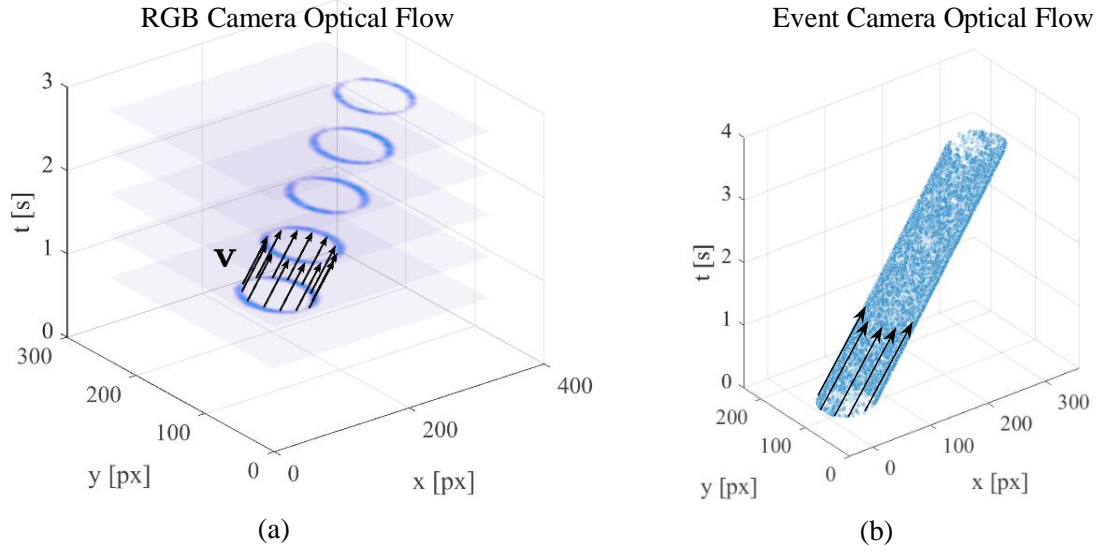 RGB Camera Optical Flow
3
2
1
0
t [s]
v
300
200
100
0
y [px]
0
200
400
x [px]
(a)
Event Camera Optical Flow
4
3
2
1
0
t [s]
200
100
0
y [px]
0
100
200
300
x [px]
(b)